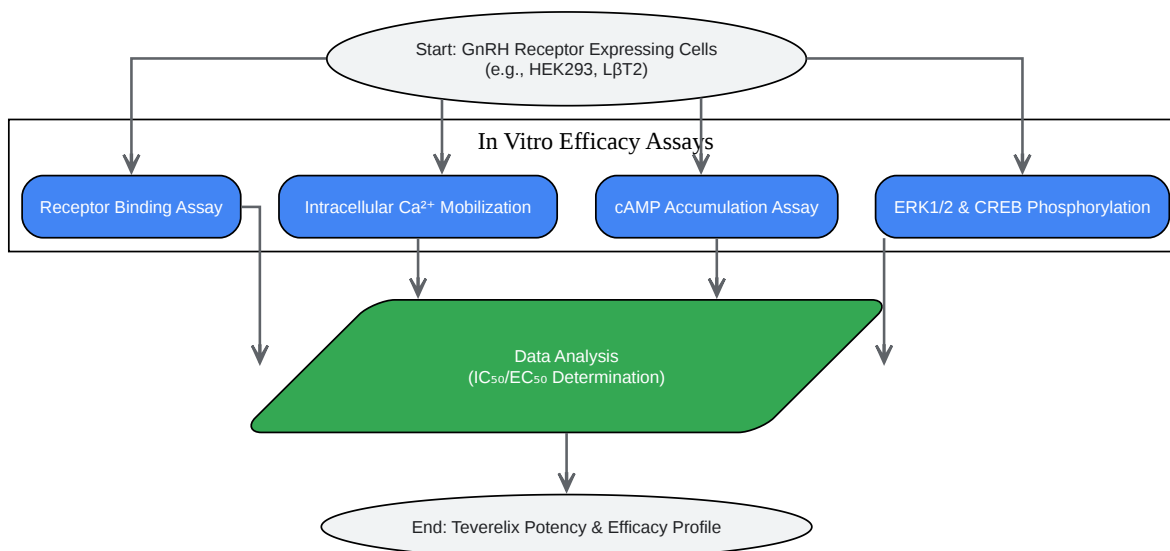 Start: GnRH Receptor Expressing Cells
(e.g., HEK293, LβT2)
In Vitro Efficacy Assays
Receptor Binding Assay
Intracellular Ca²⁺ Mobilization
cAMP Accumulation Assay
ERK1/2 & CREB Phosphorylation
Data Analysis
(IC₅₀/EC₅₀ Determination)
End: Teverelix Potency & Efficacy Profile